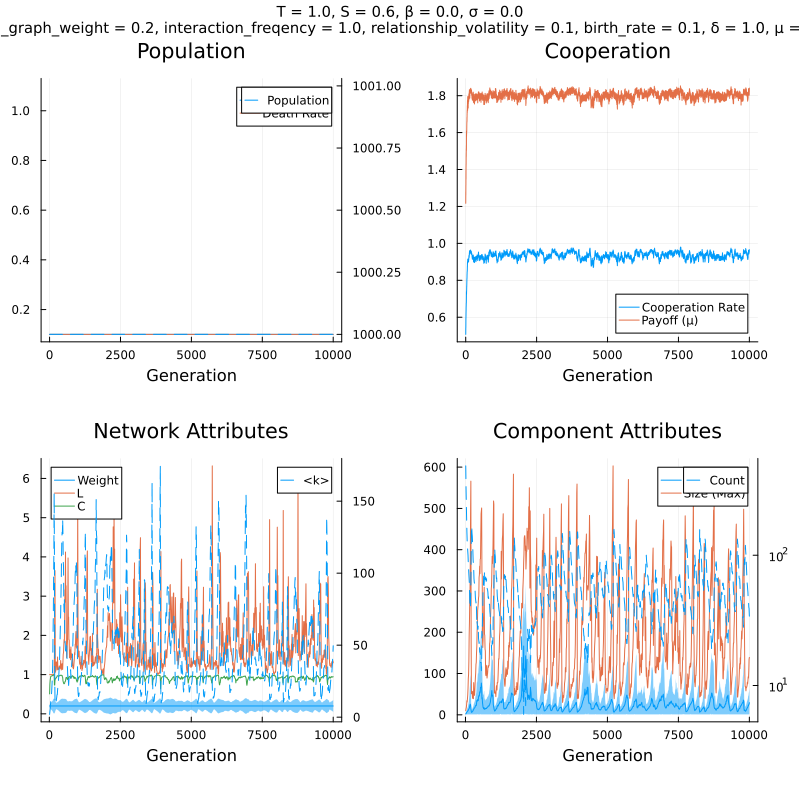 T = 1.0, S = 0.6, β = 0.0, σ = 0.0
_graph_weight = 0.2, interaction_freqency = 1.0, relationship_volatility = 0.1, birth_rate = 0.1, δ = 1.0, μ =
Population
Cooperation
1.0
0.8
0.6
0.4
0.2
Population
Death Rate
1001.00
1000.75
1000.50
1000.25
1000.00
0 2500 5000 7500 10000
Generation
1.8
1.6
1.4
1.2
1.0
0.8
0.6
Cooperation Rate
Payoff (μ)
0 2500 5000 7500 10000
Generation
Network Attributes
Component Attributes
6
5
4
3
2
1
0
Weight
L
C
<k>
150
100
50
0
0 2500 5000 7500 10000
Generation
600
500
400
300
200
100
0
Count
Size (Max)
10²
10¹
0 2500 5000 7500 10000
Generation